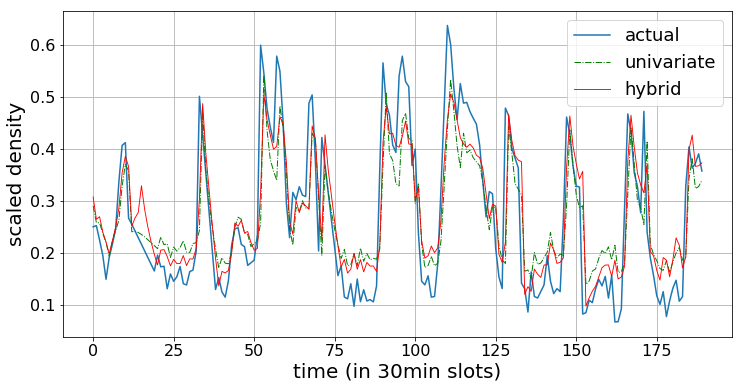 actual
univariate
hybrid
0.6
0.5
0.4
0.3
0.2
0.1
scaled density
0 25 50 75 100 125 150 175
time (in 30min slots)